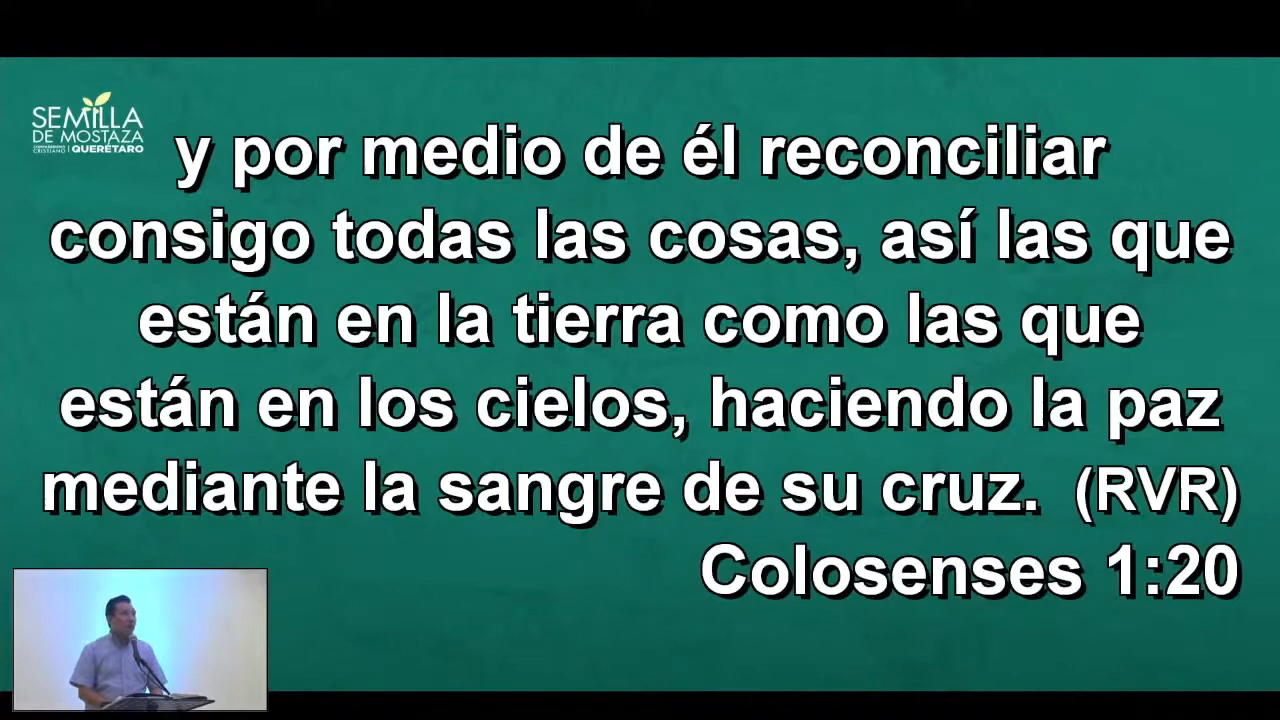 SEMILLA
DE MOSTAZA
CRISTIANO | QUERÉTARO
y por medio de él reconciliar
consigo todas las cosas, así las que
están en la tierra como las que
están en los cielos, haciendo la paz
mediante la sangre de su cruz. (RVR)
Colosenses 1:20